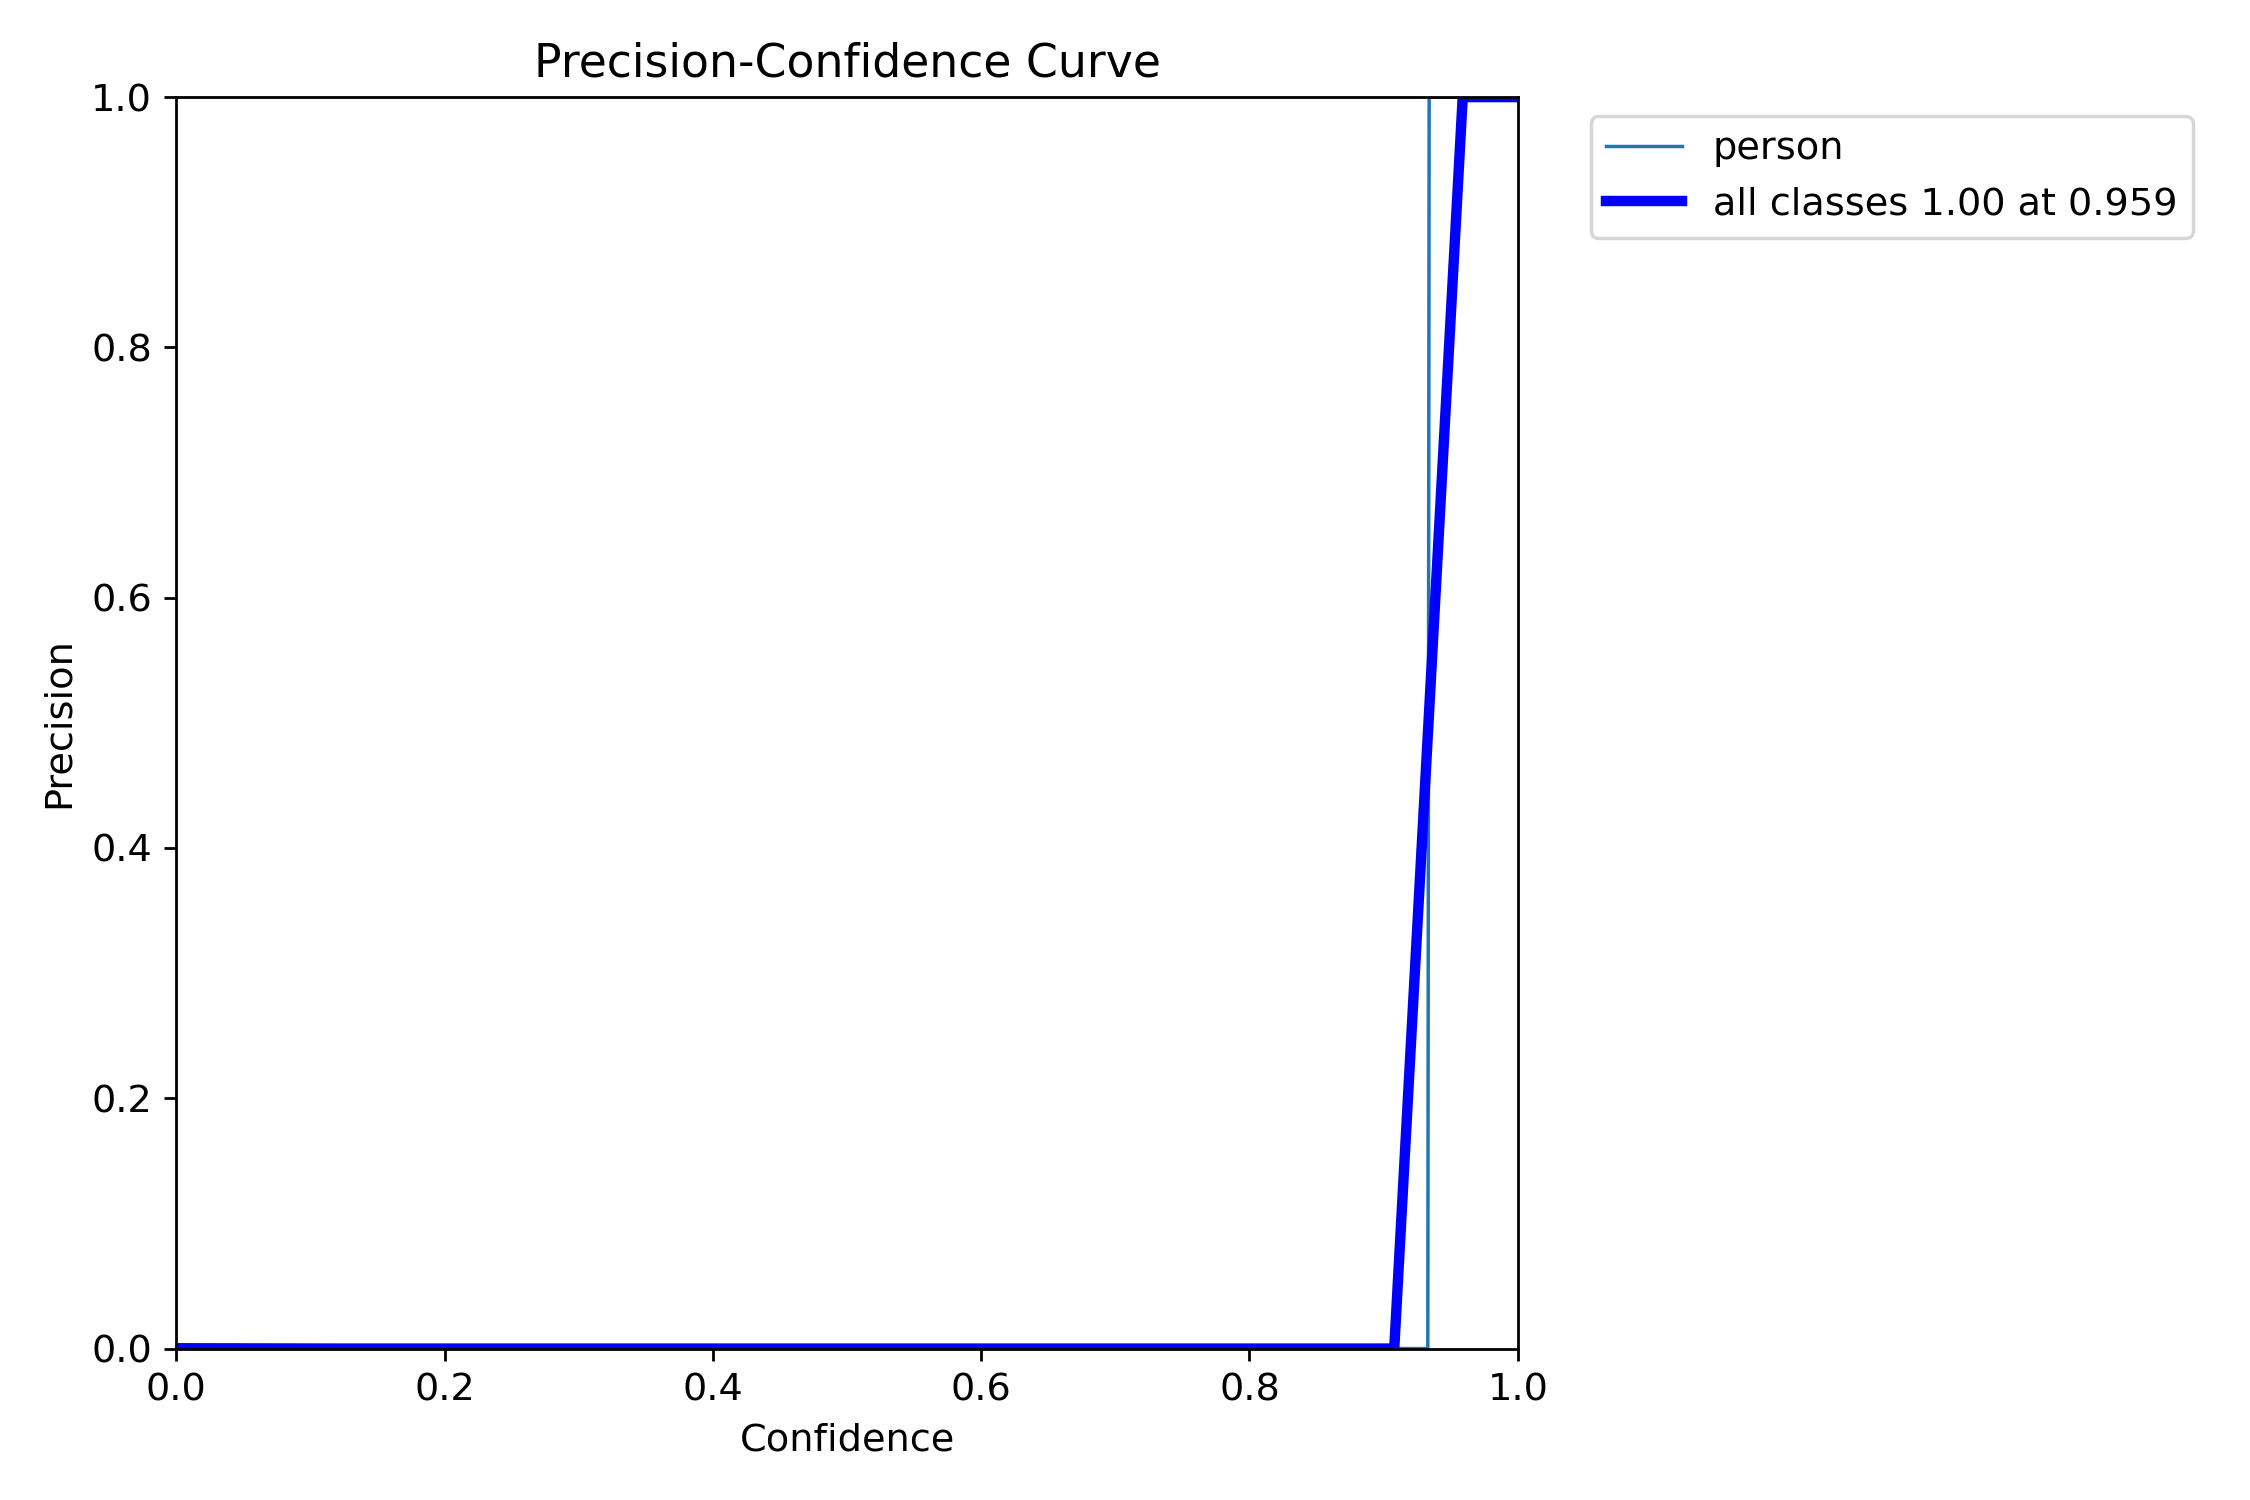 Precision-Confidence Curve
1.0
0.8
0.6
0.4
0.2
0.0
Precision
0.0 0.2 0.4 0.6 0.8 1.0
Confidence
person
all classes 1.00 at 0.959